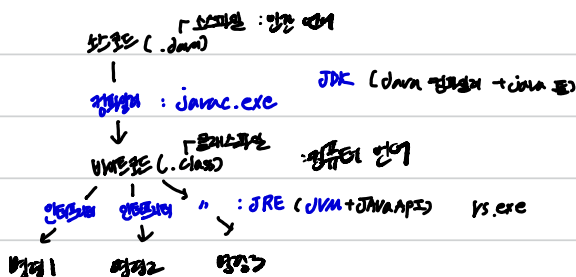 소스파일 : 인간 언어
소스코드 (.java)
컴파일러 : javac.exe
JDK (Java 컴파일러 + java 툴)
클래스파일
바이트코드 (.class) : 컴퓨터 언어
인터프리터 인터프리터 〃 : JRE (JVM + JAVA API) vs .exe
명령1 명령2 명령3